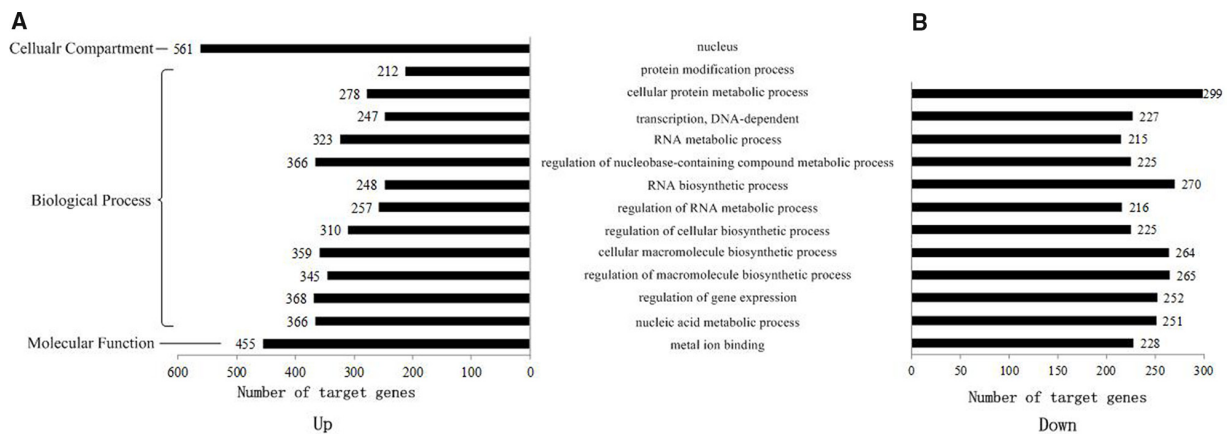 A B
Cellualr Compartment 561 nucleus
212 protein modification process
278 cellular protein metabolic process 299
247 transcription, DNA-dependent 227
323 RNA metabolic process 215
366 regulation of nucleobase-containing compound metabolic process 225
Biological Process
248 RNA biosynthetic process 270
257 regulation of RNA metabolic process 216
310 regulation of cellular biosynthetic process 225
359 cellular macromolecule biosynthetic process 264
345 regulation of macromolecule biosynthetic process 265
368 regulation of gene expression 252
366 nucleic acid metabolic process 251
Molecular Function 455 metal ion binding 228
600 500 400 300 200 100 0 0 50 100 150 200 250 300
Number of target genes Number of target genes
Up Down